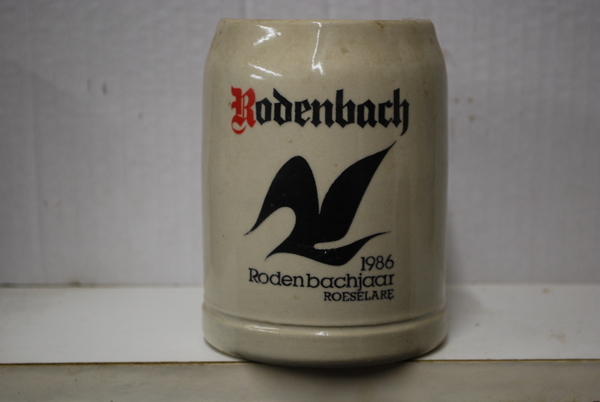 Rodenbach
1986
Rodenbachjaar
ROESELARE